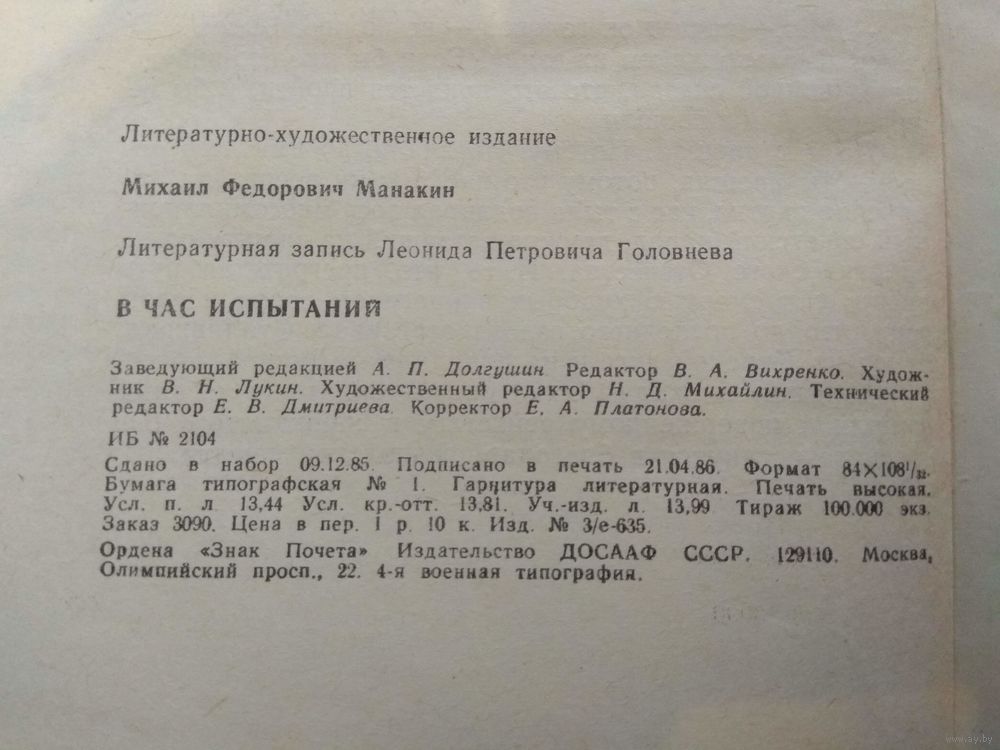 Литературно-художественное издание
Михаил Федорович Манакин
Литературная запись Леонида Петровича Головнева
В ЧАС ИСПЫТАНИЙ
Заведующий редакцией А. П. Долгушин Редактор В. А. Вихренко. Худож-
ник В. Н. Лукин. Художественный редактор Н. Д. Михайлин. Технический
редактор Е. В. Дмитриева Корректор Е. А. Платонова.
ИБ № 2104
Сдано в набор 09.12.85. Подписано в печать 21.04.86. Формат 84×108¹/₃₂.
Бумага типографская № 1. Гарнитура литературная. Печать высокая.
Усл. п. л 13,44 Усл. кр.-отт. 13,81. Уч.-изд. л. 13,99 Тираж 100.000 экз.
Заказ 3090. Цена в пер. 1 р. 10 к. Изд. № 3/е-635.
Ордена «Знак Почета» Издательство ДОСААФ СССР. 129110. Москва,
Олимпийский просп., 22. 4-я военная типография.
www.ay.by